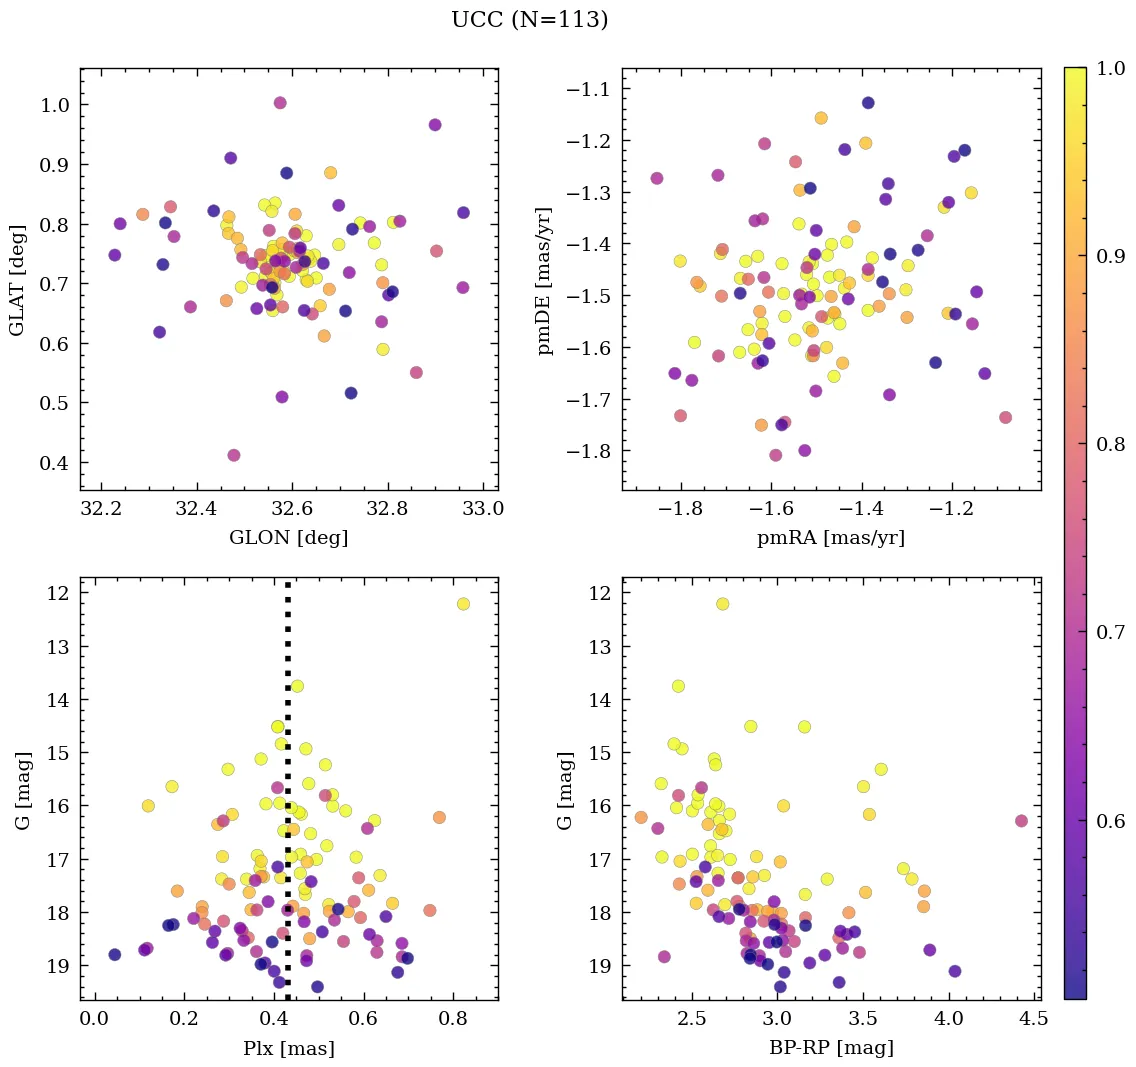 UCC (N=113)
1.0
0.9
0.8
0.7
0.6
0.5
0.4
GLAT [deg]
32.2 32.4 32.6 32.8 33.0
GLON [deg]
−1.1
−1.2
−1.3
−1.4
−1.5
−1.6
−1.7
−1.8
pmDE [mas/yr]
−1.8 −1.6 −1.4 −1.2
pmRA [mas/yr]
12
13
14
15
16
17
18
19
G [mag]
0.0 0.2 0.4 0.6 0.8
Plx [mas]
12
13
14
15
16
17
18
19
G [mag]
2.5 3.0 3.5 4.0 4.5
BP-RP [mag]
1.0
0.9
0.8
0.7
0.6